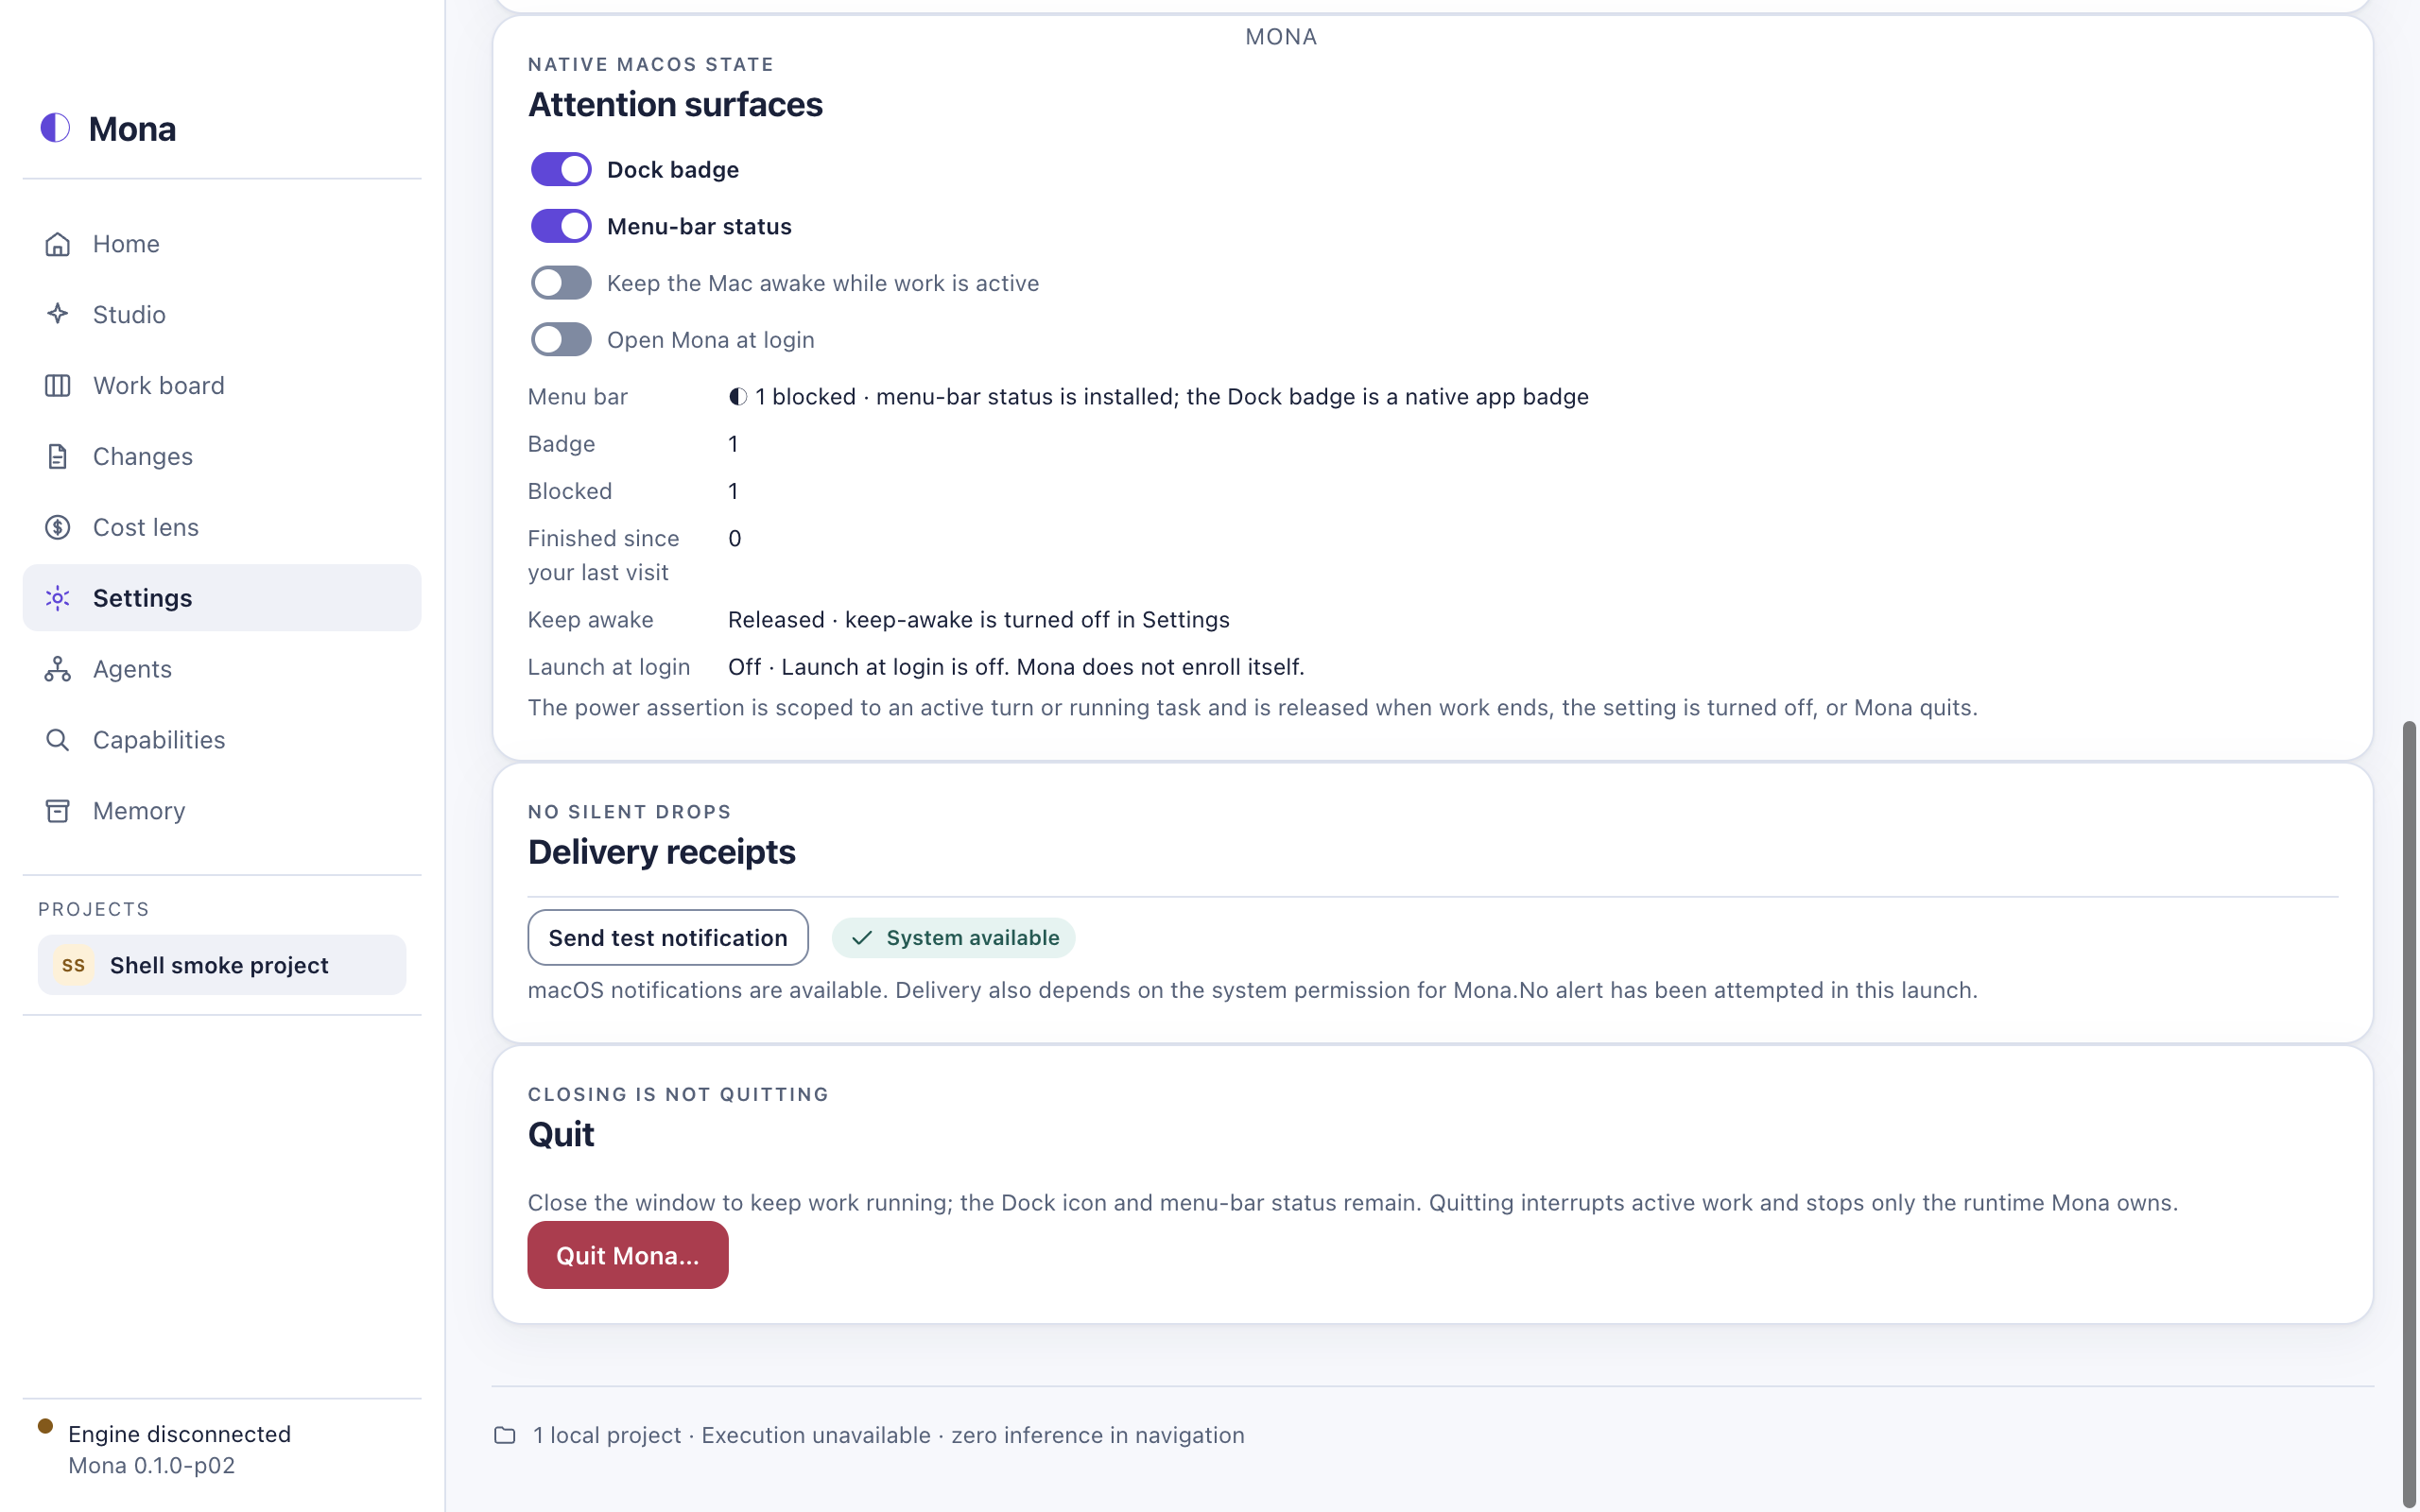 Mona
Home
Studio
Work board
Changes
Cost lens
Settings
Agents
Capabilities
Memory
PROJECTS
SS Shell smoke project
Engine disconnected
Mona 0.1.0-p02
MONA
NATIVE MACOS STATE
Attention surfaces
Dock badge
Menu-bar status
Keep the Mac awake while work is active
Open Mona at login
Menu bar 1 blocked · menu-bar status is installed; the Dock badge is a native app badge
Badge 1
Blocked 1
Finished since 0
your last visit
Keep awake Released · keep-awake is turned off in Settings
Launch at login Off · Launch at login is off. Mona does not enroll itself.
The power assertion is scoped to an active turn or running task and is released when work ends, the setting is turned off, or Mona quits.
NO SILENT DROPS
Delivery receipts
Send test notification System available
macOS notifications are available. Delivery also depends on the system permission for Mona.No alert has been attempted in this launch.
CLOSING IS NOT QUITTING
Quit
Close the window to keep work running; the Dock icon and menu-bar status remain. Quitting interrupts active work and stops only the runtime Mona owns.
Quit Mona...
1 local project · Execution unavailable · zero inference in navigation